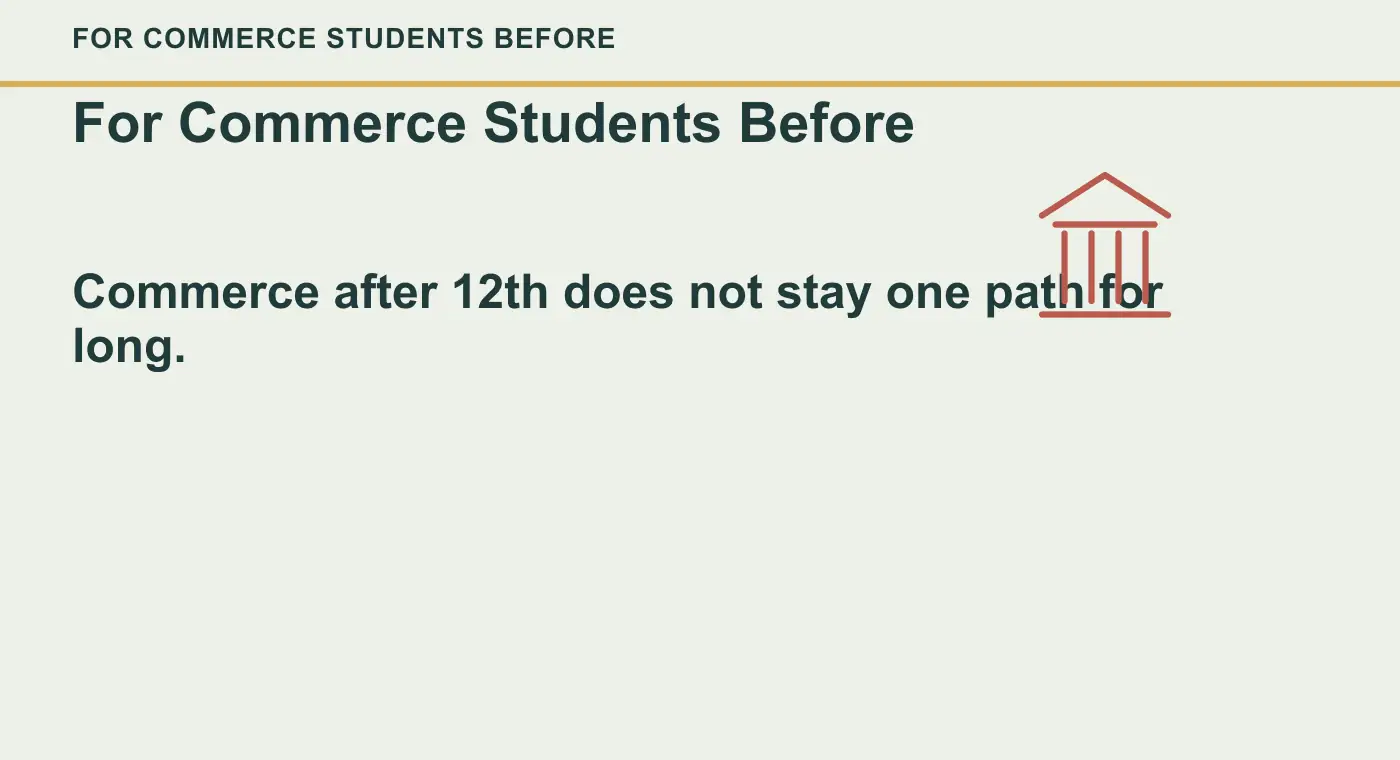 FOR COMMERCE STUDENTS BEFORE
For Commerce Students Before
Commerce after 12th does not stay one path for
long.